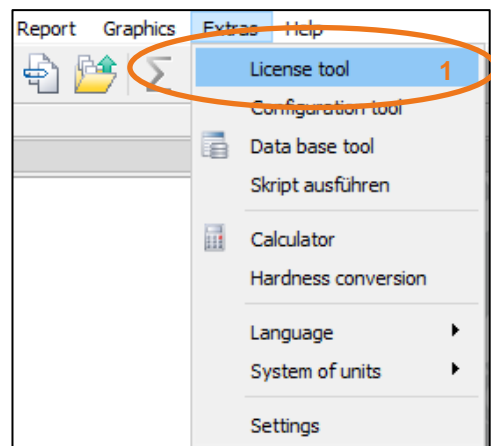 Report Graphics Extras Help
License tool 1
Configuration tool
Data base tool
Skript ausführen
Calculator
Hardness conversion
Language
System of units
Settings